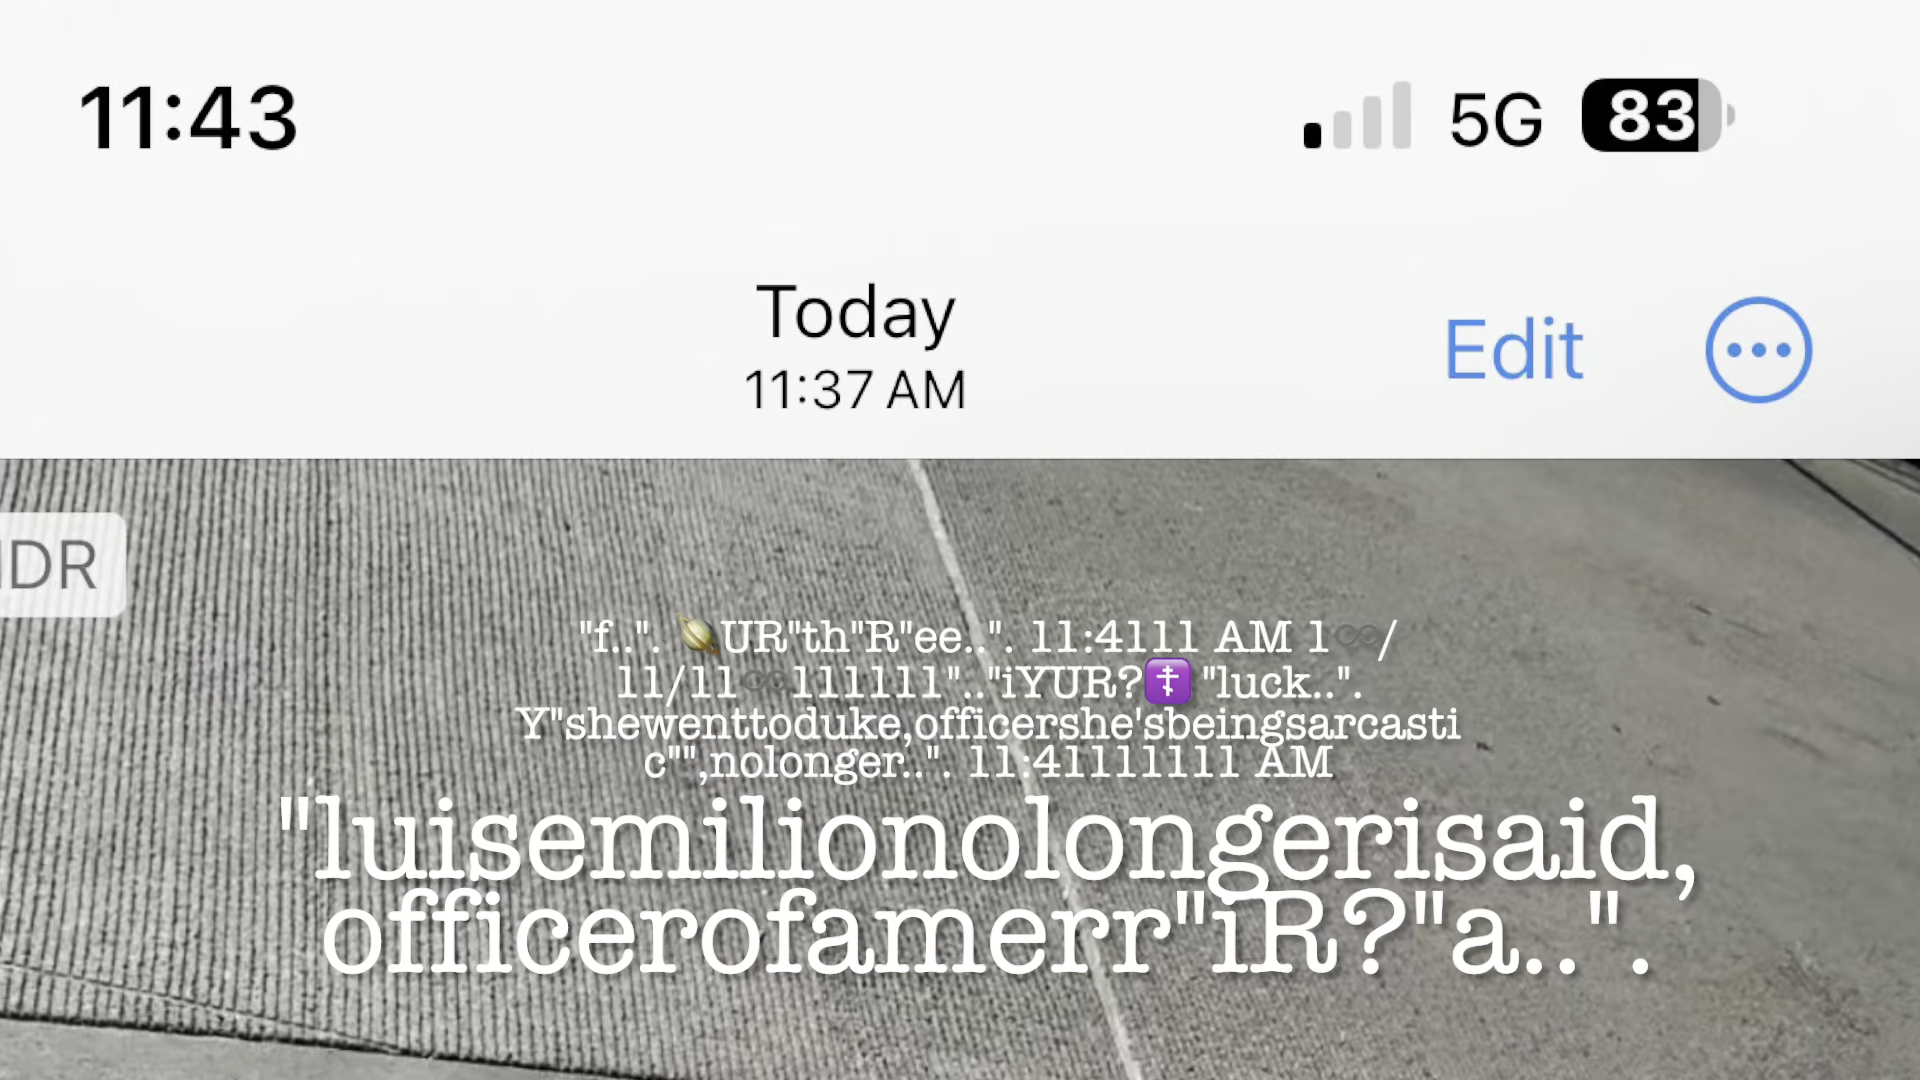 11:43
5G 83
Today
11:37 AM
Edit
HDR
"f..". 🪐UR"th"R"ee..". 11:4111 AM 1♾️/
11/11♾️111111".."iYUR?☦️ "luck..".
Y"shewenttoduke,officershe'sbeingsarcasti
c"",nolonger..". 11:41111111 AM
"luisemilionolongerisaid,
officerofamerr"iR?"a..".